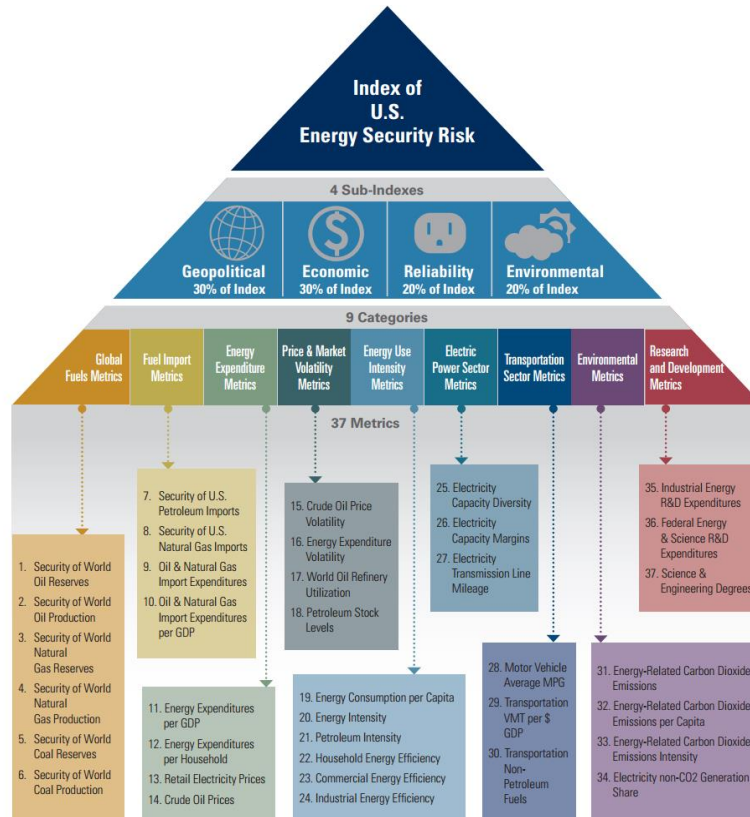 Index of
U.S.
Energy Security Risk
4 Sub-Indexes
Geopolitical
30% of Index
Economic
30% of Index
Reliability
20% of Index
Environmental
20% of Index
9 Categories
Global
Fuels Metrics
Fuel Import
Metrics
Energy
Expenditure
Metrics
Price & Market
Volatility
Metrics
Energy Use
Intensity
Metrics
Electric
Power Sector
Metrics
Transportation
Sector Metrics
Environmental
Metrics
Research
and Development
Metrics
37 Metrics
1. Security of World
Oil Reserves
2. Security of World
Oil Production
3. Security of World
Natural
Gas Reserves
4. Security of World
Natural
Gas Production
5. Security of World
Coal Reserves
6. Security of World
Coal Production
7. Security of U.S.
Petroleum Imports
8. Security of U.S.
Natural Gas Imports
9. Oil & Natural Gas
Import Expenditures
10. Oil & Natural Gas
Import Expenditures
per GDP
11. Energy Expenditures
per GDP
12. Energy Expenditures
per Household
13. Retail Electricity Prices
14. Crude Oil Prices
15. Crude Oil Price
Volatility
16. Energy Expenditure
Volatility
17. World Oil Refinery
Utilization
18. Petroleum Stock
Levels
19. Energy Consumption per Capita
20. Energy Intensity
21. Petroleum Intensity
22. Household Energy Efficiency
23. Commercial Energy Efficiency
24. Industrial Energy Efficiency
25. Electricity
Capacity Diversity
26. Electricity
Capacity Margins
27. Electricity
Transmission Line
Mileage
28. Motor Vehicle
Average MPG
29. Transportation
VMT per $
GDP
30. Transportation
Non-
Petroleum
Fuels
31. Energy-Related Carbon Dioxide
Emissions
32. Energy-Related Carbon Dioxide
Emissions per Capita
33. Energy-Related Carbon Dioxide
Emissions Intensity
34. Electricity non-CO2 Generation
Share
35. Industrial Energy
R&D Expenditures
36. Federal Energy
& Science R&D
Expenditures
37. Science &
Engineering Degrees